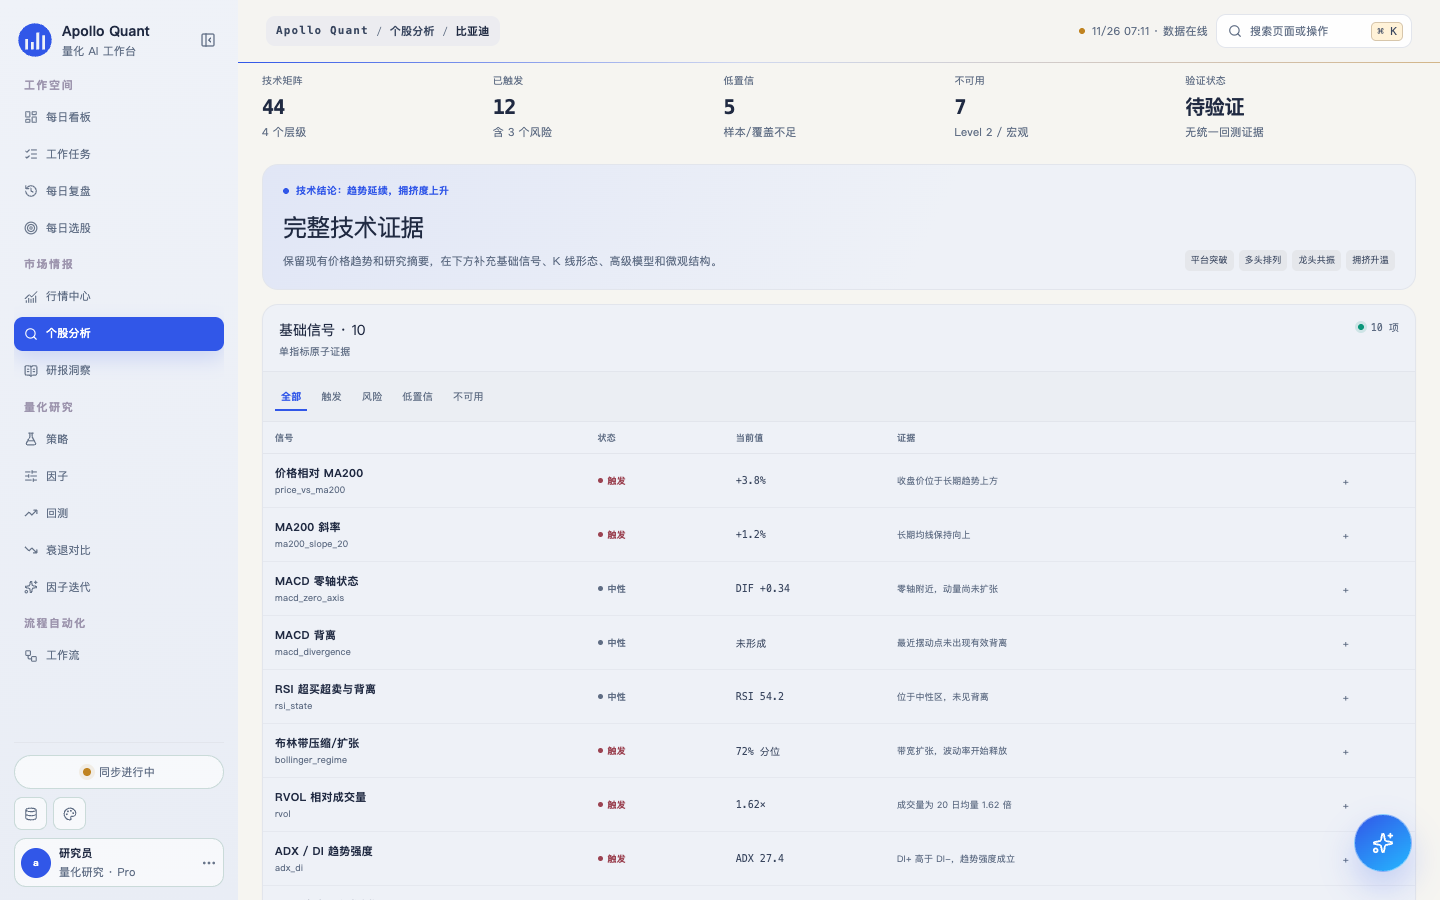 Apollo Quant
量化 AI 工作台
工作空间
每日看板
工作任务
每日复盘
每日选股
市场情报
行情中心
个股分析
研报洞察
量化研究
策略
因子
回测
衰退对比
因子迭代
流程自动化
工作流
同步进行中
a
研究员
量化研究 · Pro
Apollo Quant / 个股分析 / 比亚迪
11/26 07:11 · 数据在线
搜索页面或操作
⌘ K
技术矩阵
44
4 个层级
已触发
12
含 3 个风险
低置信
5
样本/覆盖不足
不可用
7
Level 2 / 宏观
验证状态
待验证
无统一回测证据
技术结论：趋势延续，拥挤度上升
完整技术证据
保留现有价格趋势和研究摘要，在下方补充基础信号、K 线形态、高级模型和微观结构。
平台突破 多头排列 龙头共振 拥挤升温
基础信号 · 10
单指标原子证据
10 项
全部 触发 风险 低置信 不可用
信号 状态 当前值 证据
价格相对 MA200
price_vs_ma200
触发 +3.8% 收盘价位于长期趋势上方 +
MA200 斜率
ma200_slope_20
触发 +1.2% 长期均线保持向上 +
MACD 零轴状态
macd_zero_axis
中性 DIF +0.34 零轴附近，动量尚未扩张 +
MACD 背离
macd_divergence
中性 未形成 最近摆动点未出现有效背离 +
RSI 超买超卖与背离
rsi_state
中性 RSI 54.2 位于中性区，未见背离 +
布林带压缩/扩张
bollinger_regime
触发 72% 分位 带宽扩张，波动率开始释放 +
RVOL 相对成交量
rvol
触发 1.62× 成交量为 20 日均量 1.62 倍 +
ADX / DI 趋势强度
adx_di
触发 ADX 27.4 DI+ 高于 DI-，趋势强度成立 +